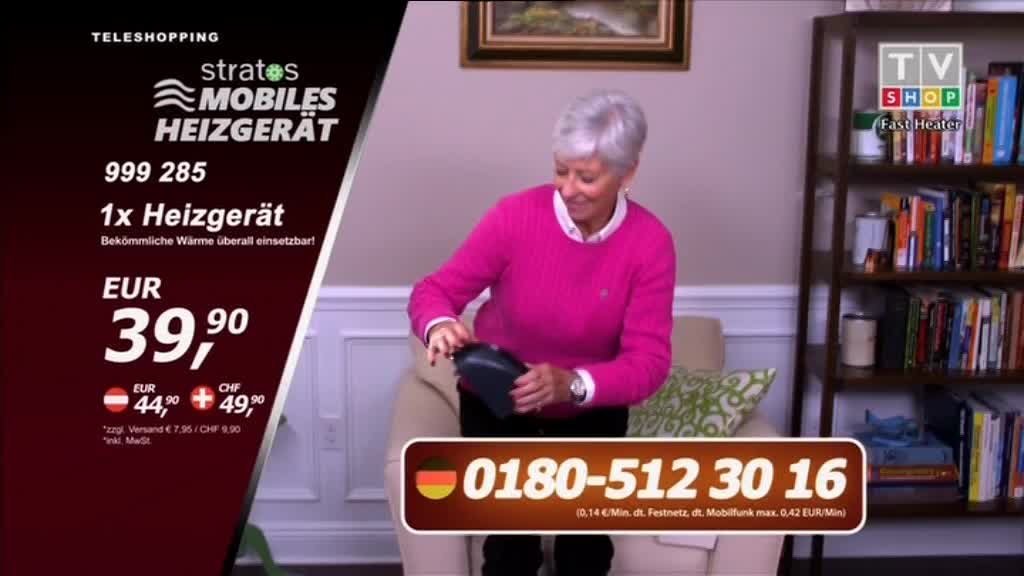 TELESHOPPING
stratos
MOBILES
HEIZGERÄT
999 285
1x Heizgerät
Bekömmliche Wärme überall einsetzbar!
EUR
39,90
EUR
44,90
CHF
49,90
*zzgl. Versand € 7,95 / CHF 9,90
*inkl. MwSt.
TV
SHOP
Fast Heater
0180-512 30 16
(0,14 €/Min. dt. Festnetz, dt. Mobilfunk max. 0,42 EUR/Min)